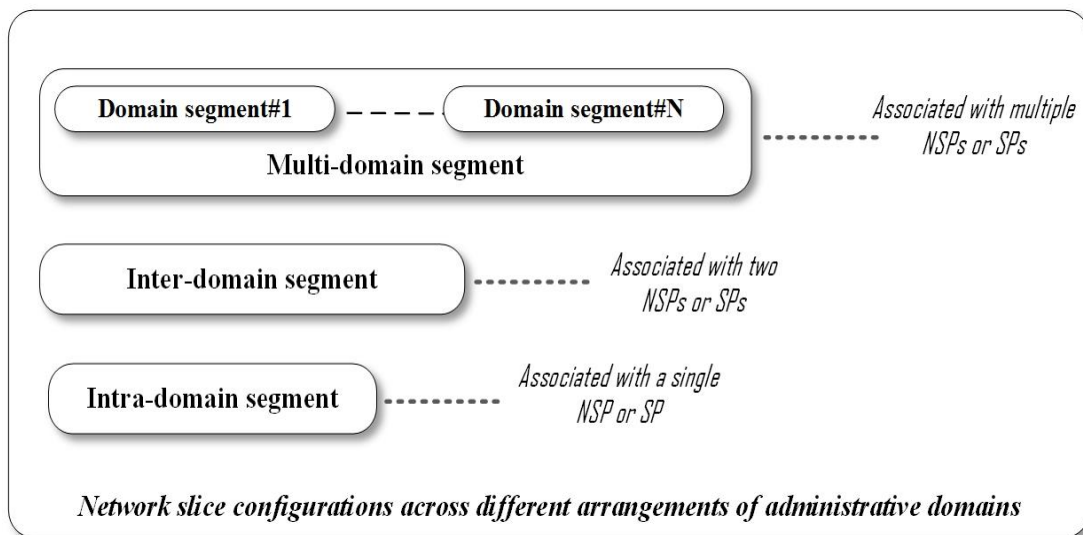 Domain segment#1
Domain segment#N
Multi-domain segment
Associated with multiple
NSPs or SPs
Inter-domain segment
Associated with two
NSPs or SPs
Intra-domain segment
Associated with a single
NSP or SP
Network slice configurations across different arrangements of administrative domains